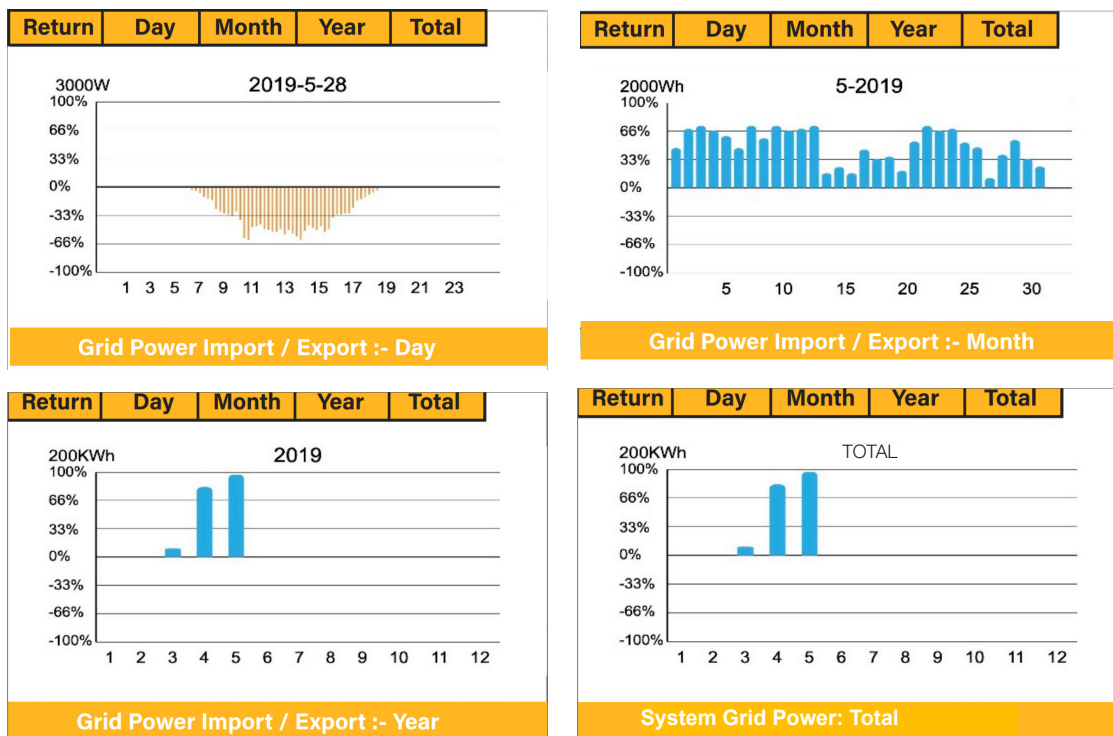 Return Day Month Year Total
3000W 2019-5-28
100%
66%
33%
0%
-33%
-66%
-100%
1 3 5 7 9 11 13 15 17 19 21 23
Grid Power Import / Export :- Day
Return Day Month Year Total
2000Wh 5-2019
100%
66%
33%
0%
-33%
-66%
-100%
5 10 15 20 25 30
Grid Power Import / Export :- Month
Return Day Month Year Total
200KWh 2019
100%
66%
33%
0%
-33%
-66%
-100%
1 2 3 4 5 6 7 8 9 10 11 12
Grid Power Import / Export :- Year
Return Day Month Year Total
200KWh TOTAL
100%
66%
33%
0%
-33%
-66%
-100%
1 2 3 4 5 6 7 8 9 10 11 12
System Grid Power: Total